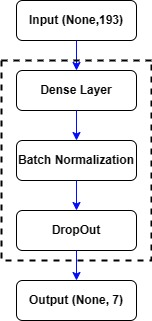 Input (None,193)
Dense Layer
Batch Normalization
DropOut
Output (None, 7)